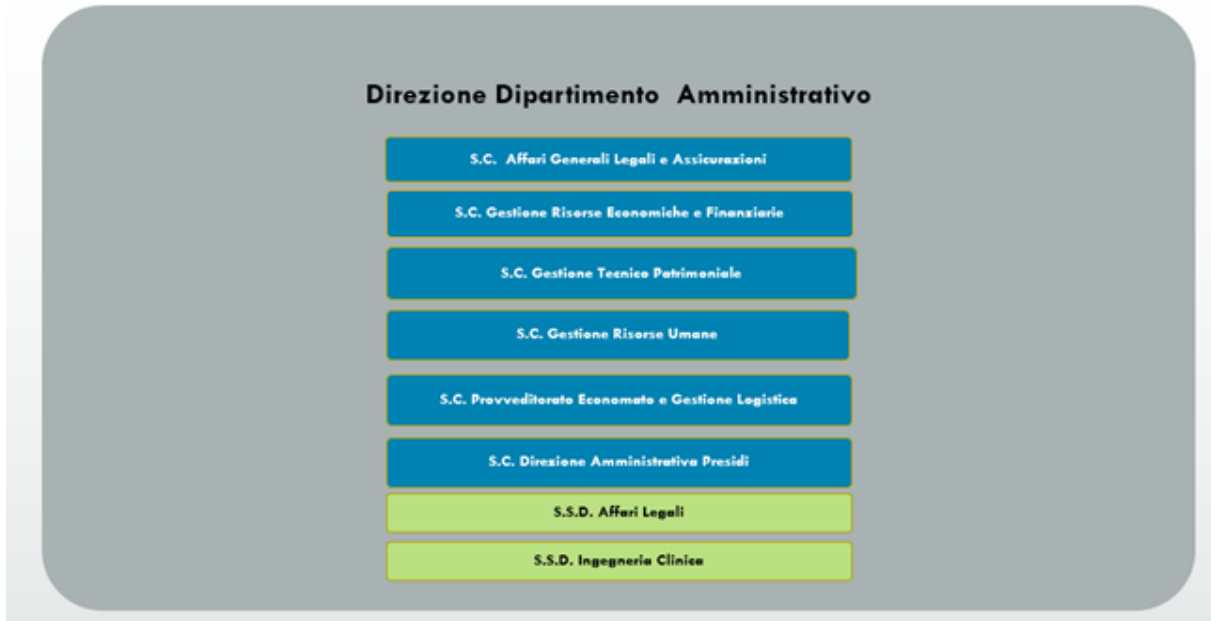 Direzione Dipartimento Amministrativo
S.C. Affari Generali Legali e Assicurazioni
S.C. Gestione Risorse Economiche e Finanziarie
S.C. Gestione Tecnico Patrimoniale
S.C. Gestione Risorse Umane
S.C. Provveditorato Economato e Gestione Logistica
S.C. Direzione Amministrativa Presidi
S.S.D. Affari Legali
S.S.D. Ingegneria Clinica